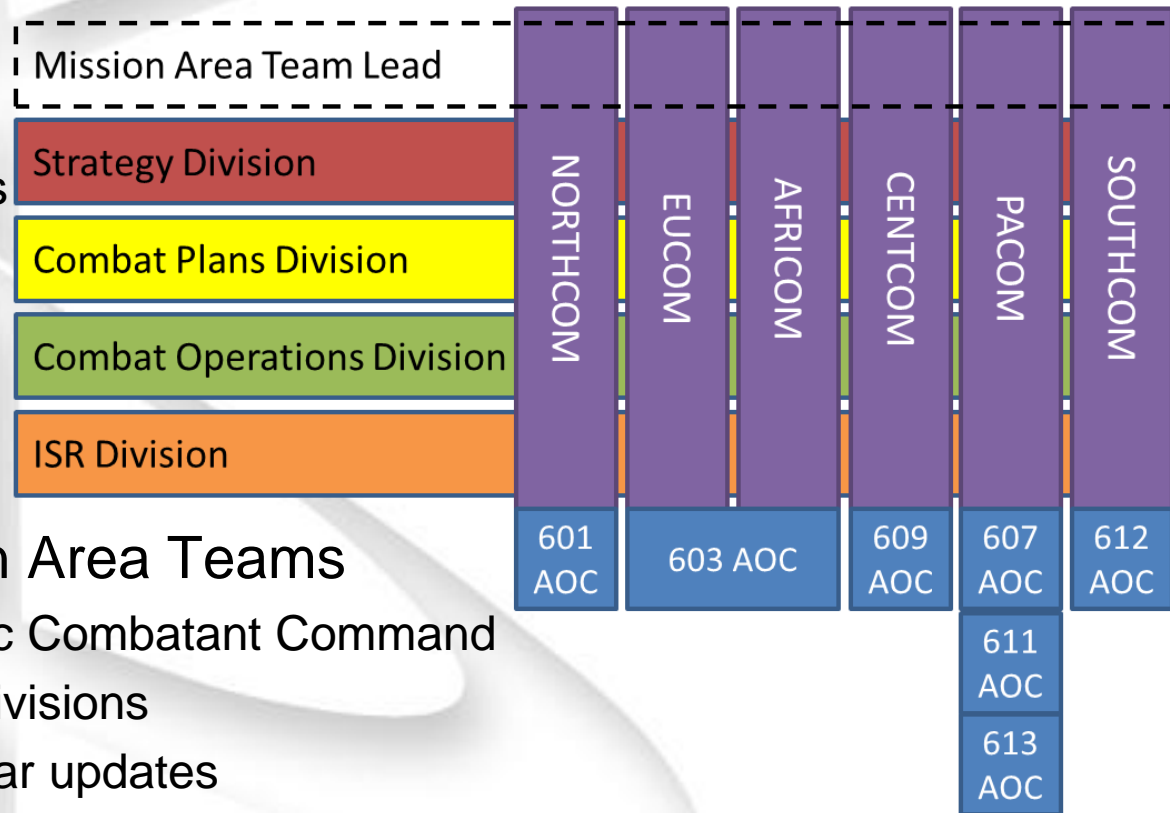 Mission Area Team Lead
s
Strategy Division
Combat Plans Division
Combat Operations Division
ISR Division
NORTHCOM
EUCOM
AFRICOM
CENTCOM
PACOM
SOUTHCOM
601
AOC
603 AOC
609
AOC
607
AOC
612
AOC
611
AOC
613
AOC
n Area Teams
c Combatant Command
ivisions
ar updates